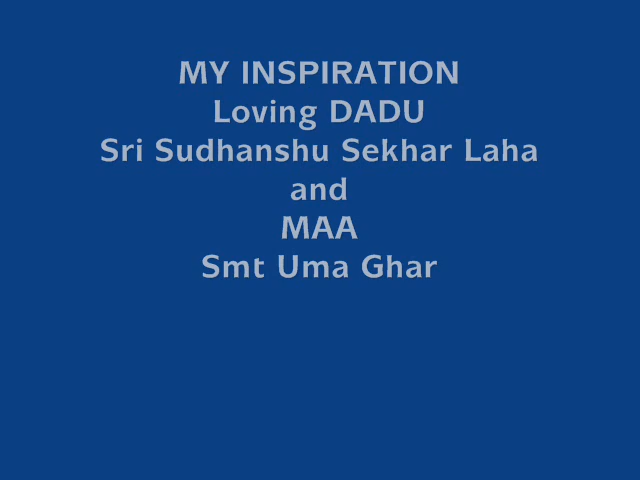 MY INSPIRATION
Loving DADU
Sri Sudhanshu Sekhar Laha
and
MAA
Smt Uma Ghar